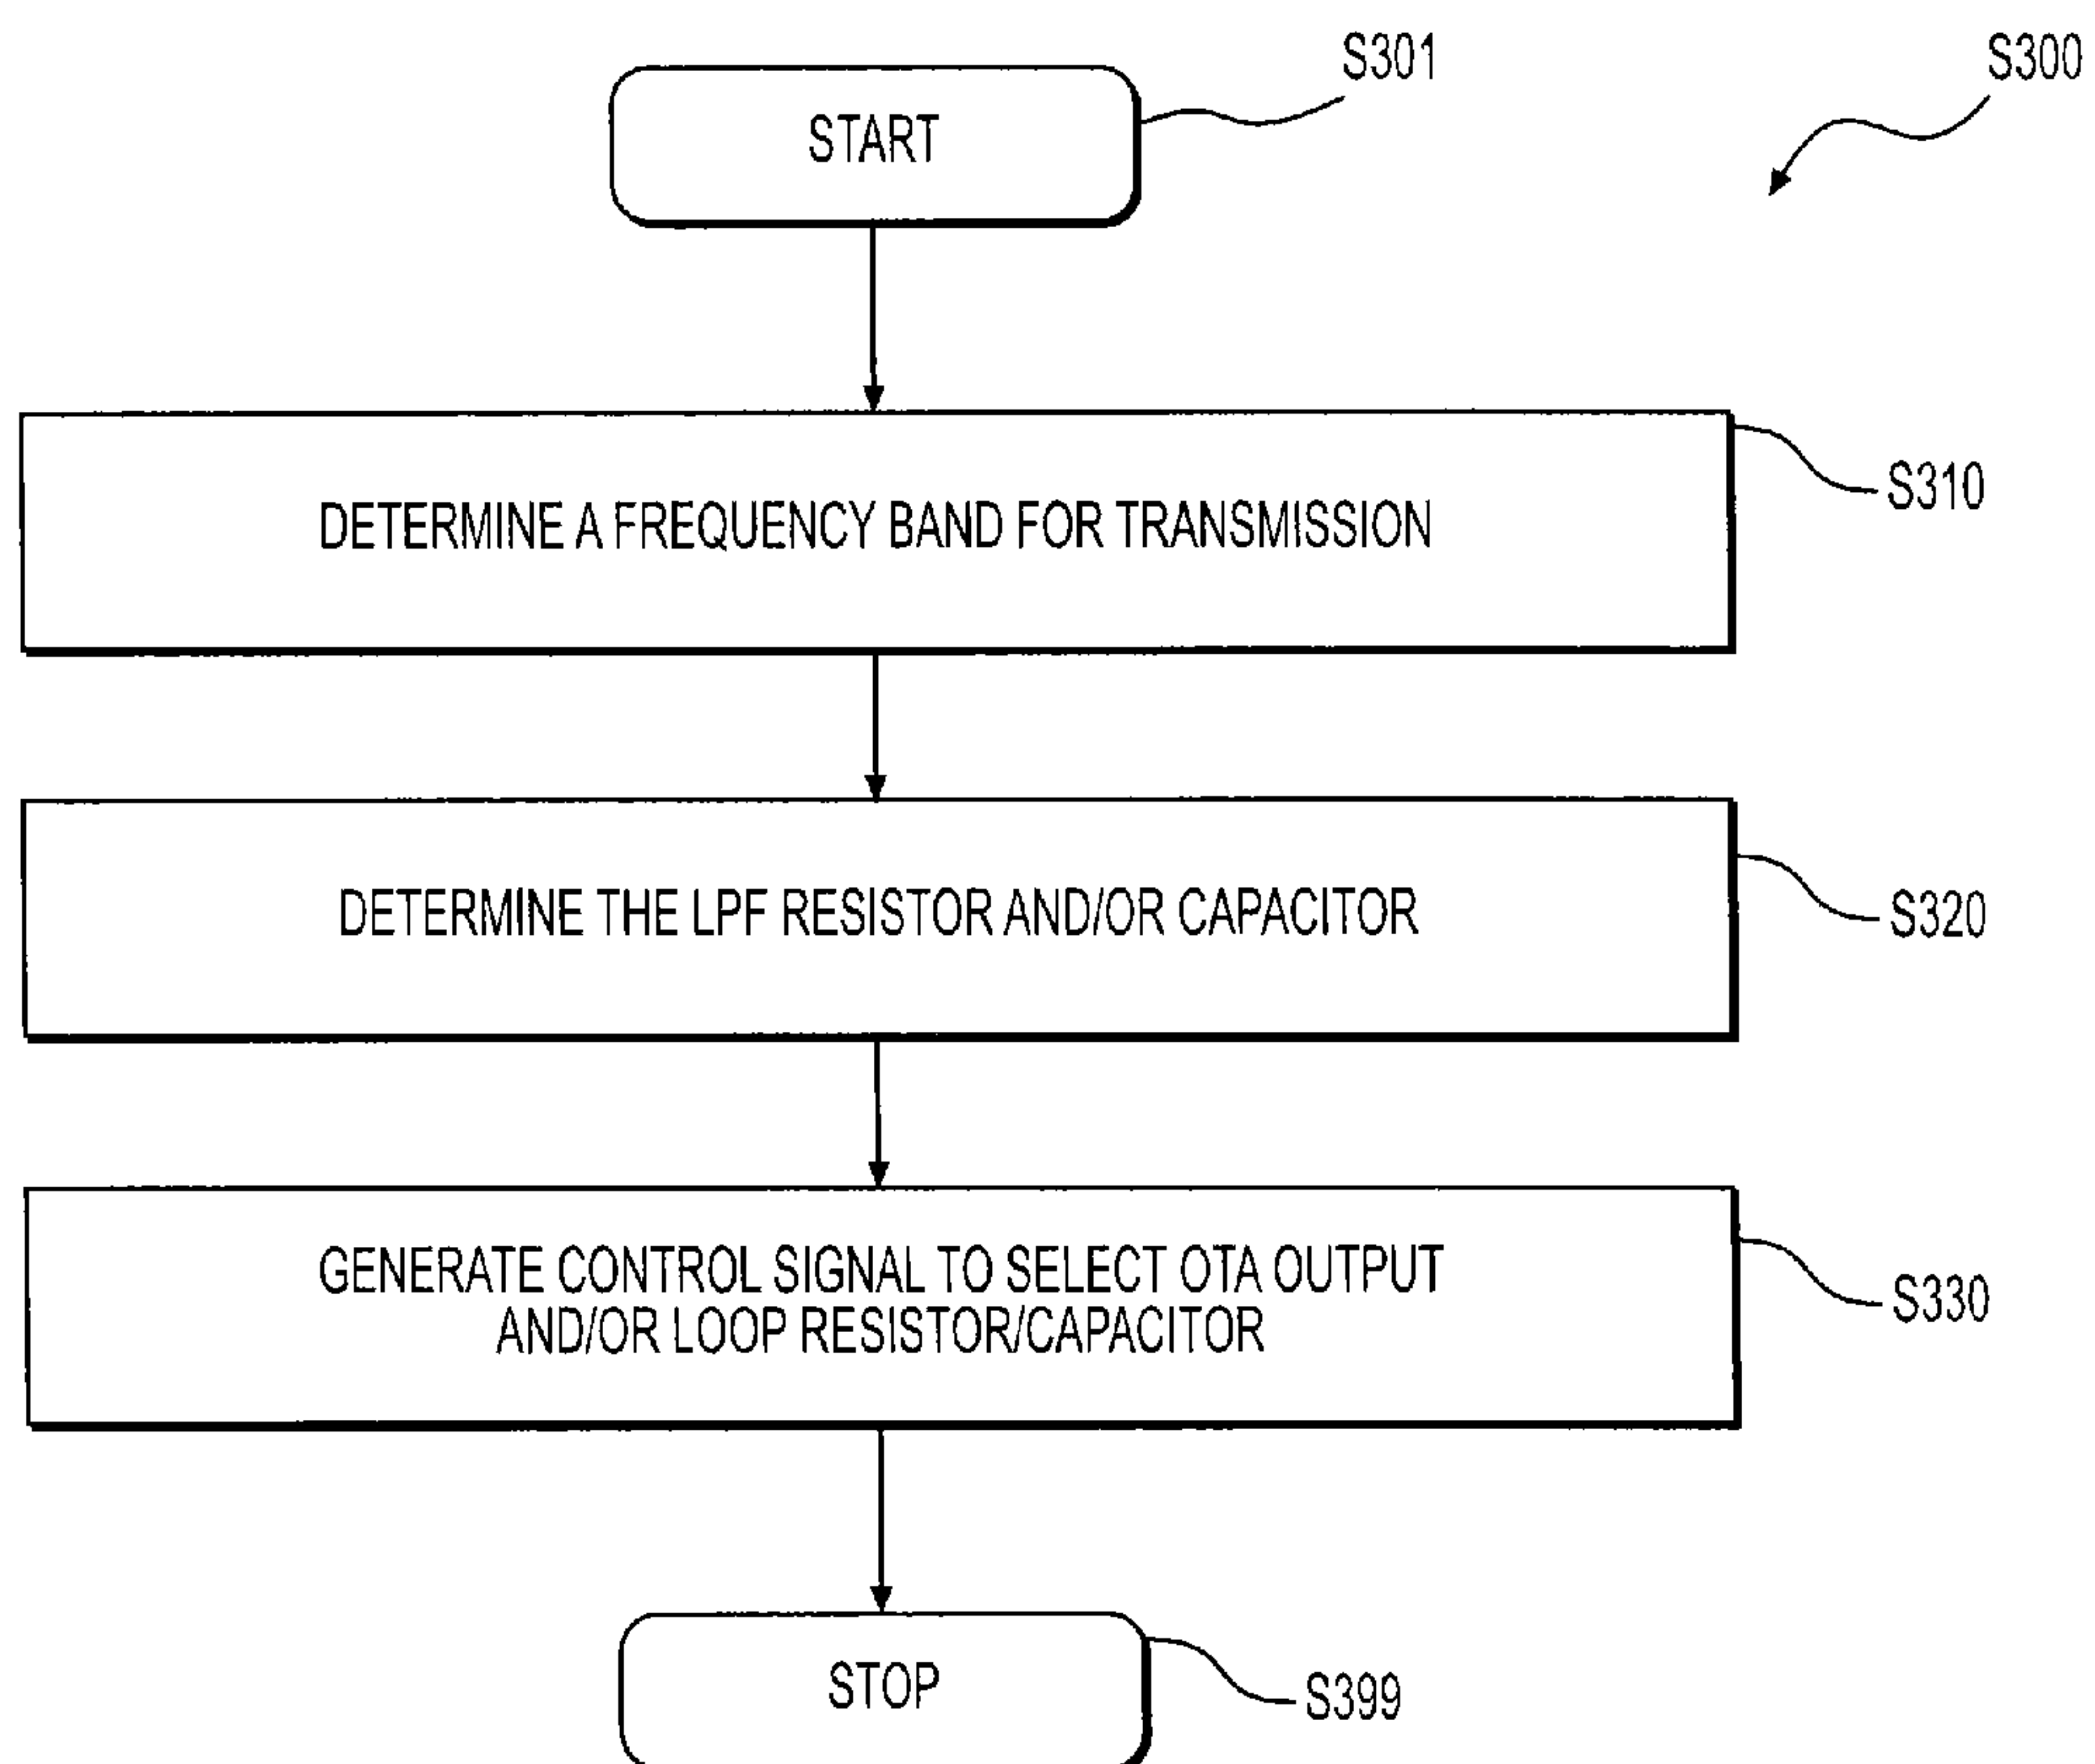 S301
S300
START
DETERMINE A FREQUENCY BAND FOR TRANSMISSION
S310
DETERMINE THE LPF RESISTOR AND/OR CAPACITOR
S320
GENERATE CONTROL SIGNAL TO SELECT OTA OUTPUT
AND/OR LOOP RESISTOR/CAPACITOR
S330
STOP
S399